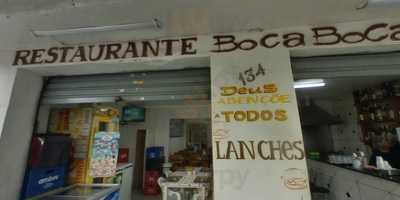 RESTAURANTE BOCA BOCA
134
Deus
ABENÇOE
A TODOS
LANCHES